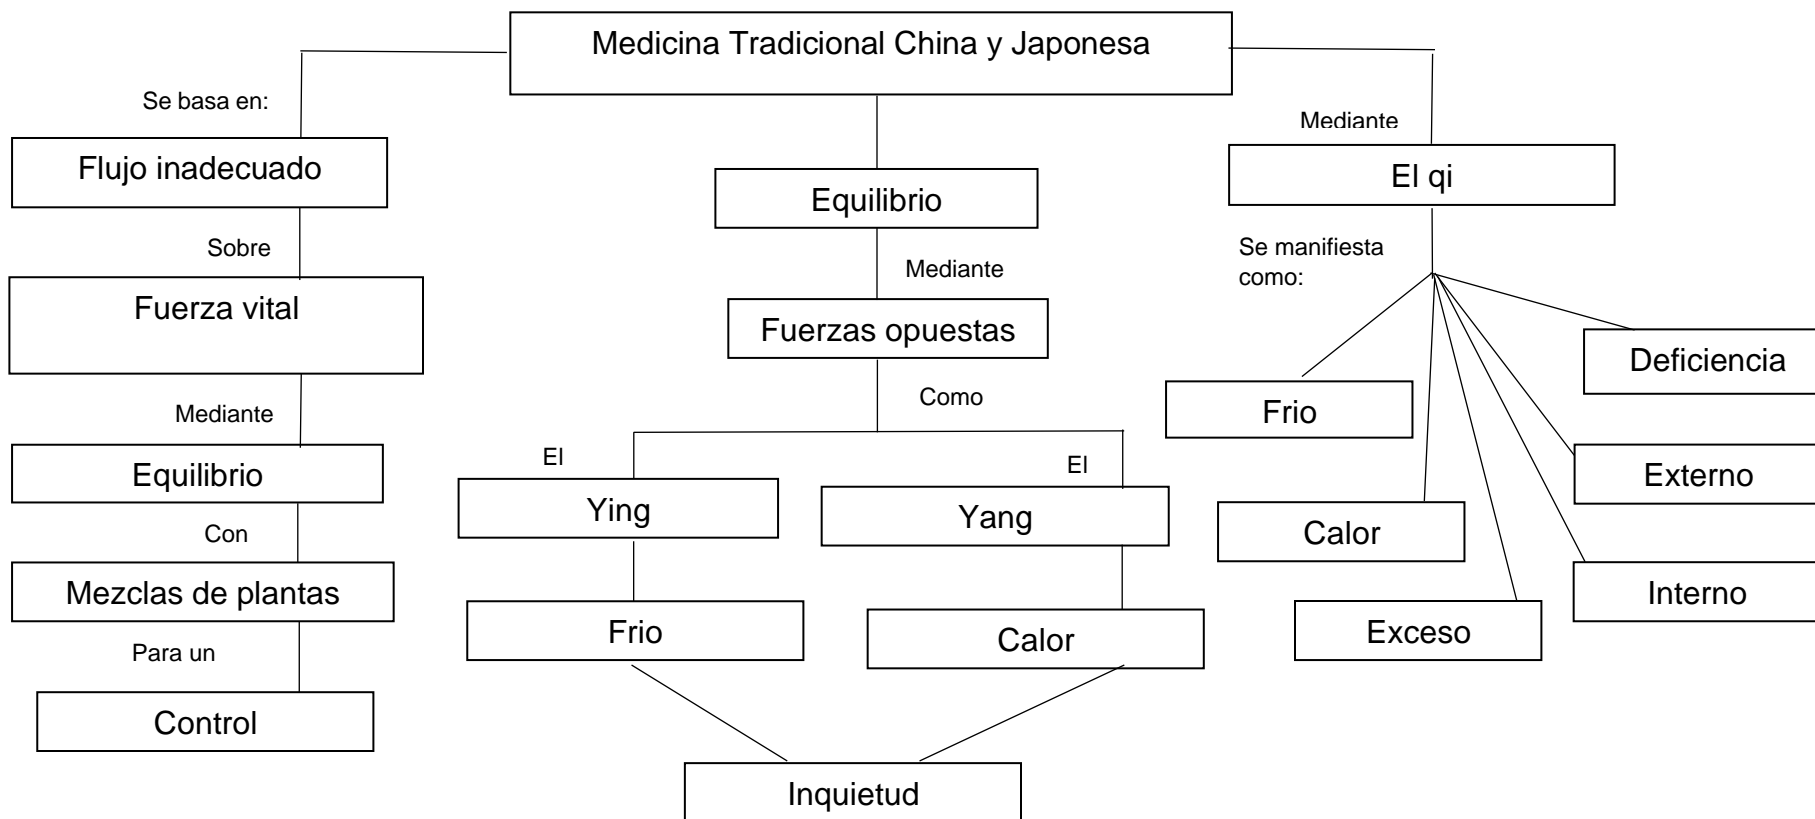 Medicina Tradicional China y Japonesa
Se basa en:
Flujo inadecuado
Sobre
Fuerza vital
Mediante
Equilibrio
Con
Mezclas de plantas
Para un
Control
Equilibrio
Mediante
Fuerzas opuestas
Como
El
Ying
Frio
El
Yang
Calor
Inquietud
Mediante
El qi
Se manifiesta
como:
Frio
Calor
Exceso
Interno
Externo
Deficiencia